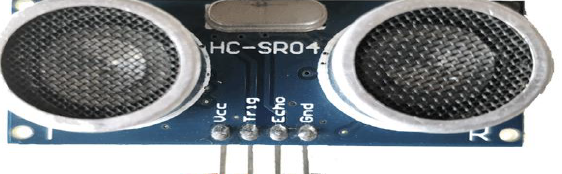 HC-SR04
Vcc
Trig
Echo
Gnd
T
R